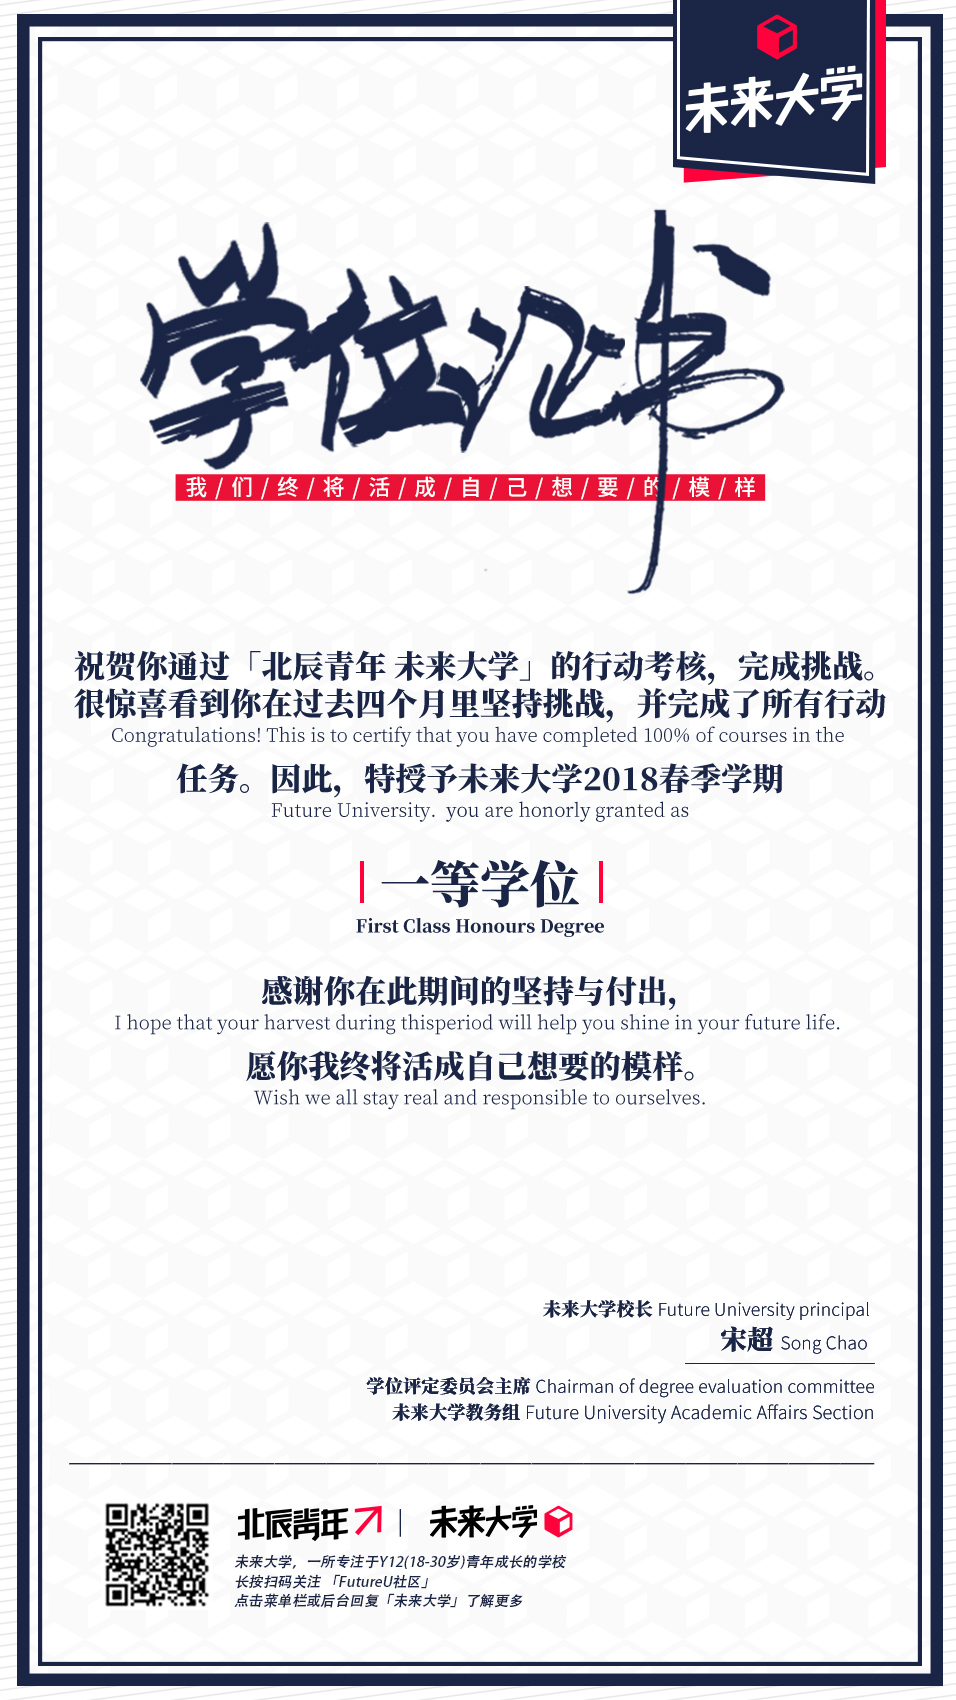 未来大学
学位证书
我/们/终/将/活/成/自/己/想/要/的/模/样
祝贺你通过「北辰青年 未来大学」的行动考核，完成挑战。
很惊喜看到你在过去四个月里坚持挑战，并完成了所有行动
Congratulations! This is to certify that you have completed 100% of courses in the
任务。因此，特授予未来大学2018春季学期
Future University.  you are honorly granted as
一等学位
First Class Honours Degree
感谢你在此期间的坚持与付出，
I hope that your harvest during thisperiod will help you shine in your future life.
愿你我终将活成自己想要的模样。
Wish we all stay real and responsible to ourselves.
未来大学校长 Future University principal
宋超 Song Chao
学位评定委员会主席 Chairman of degree evaluation committee
未来大学教务组 Future University Academic Affairs Section
北辰青年 | 未来大学
未来大学，一所专注于Y12(18-30岁)青年成长的学校
长按扫码关注 「FutureU社区」
点击菜单栏或后台回复「未来大学」了解更多